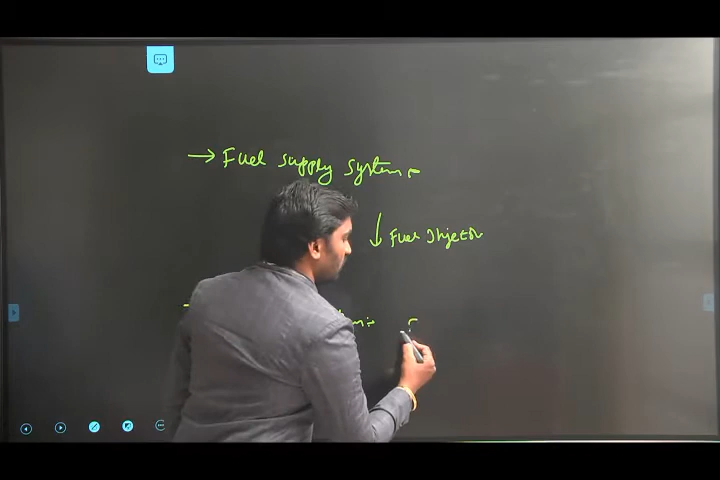 → Fuel supply system :-
↓ Fuel Injector